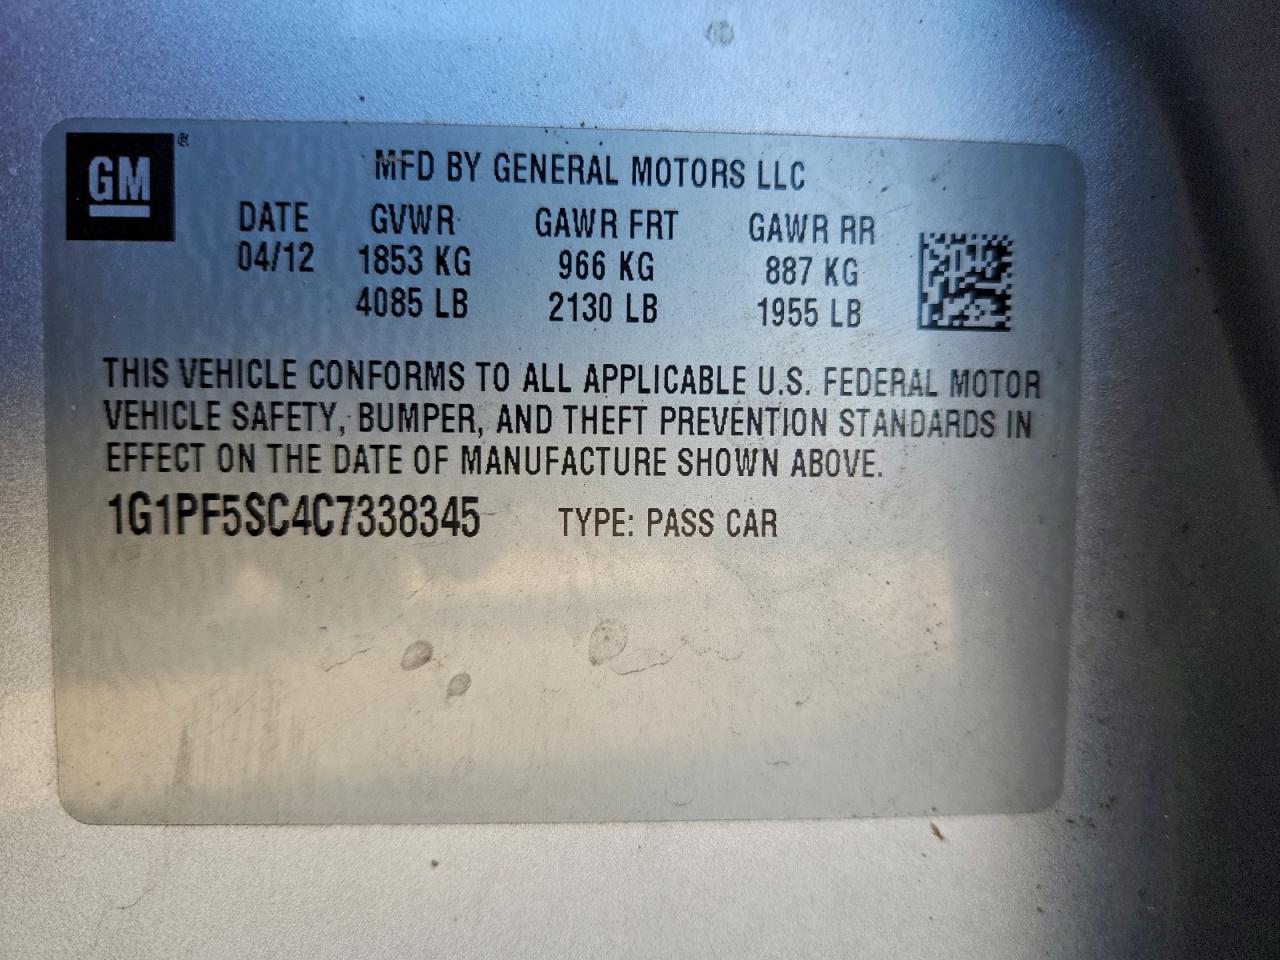 GM ®
MFD BY GENERAL MOTORS LLC
DATE GVWR GAWR FRT GAWR RR
04/12 1853 KG 966 KG 887 KG
4085 LB 2130 LB 1955 LB
THIS VEHICLE CONFORMS TO ALL APPLICABLE U.S. FEDERAL MOTOR
VEHICLE SAFETY, BUMPER, AND THEFT PREVENTION STANDARDS IN
EFFECT ON THE DATE OF MANUFACTURE SHOWN ABOVE.
1G1PF5SC4C7338345 TYPE: PASS CAR